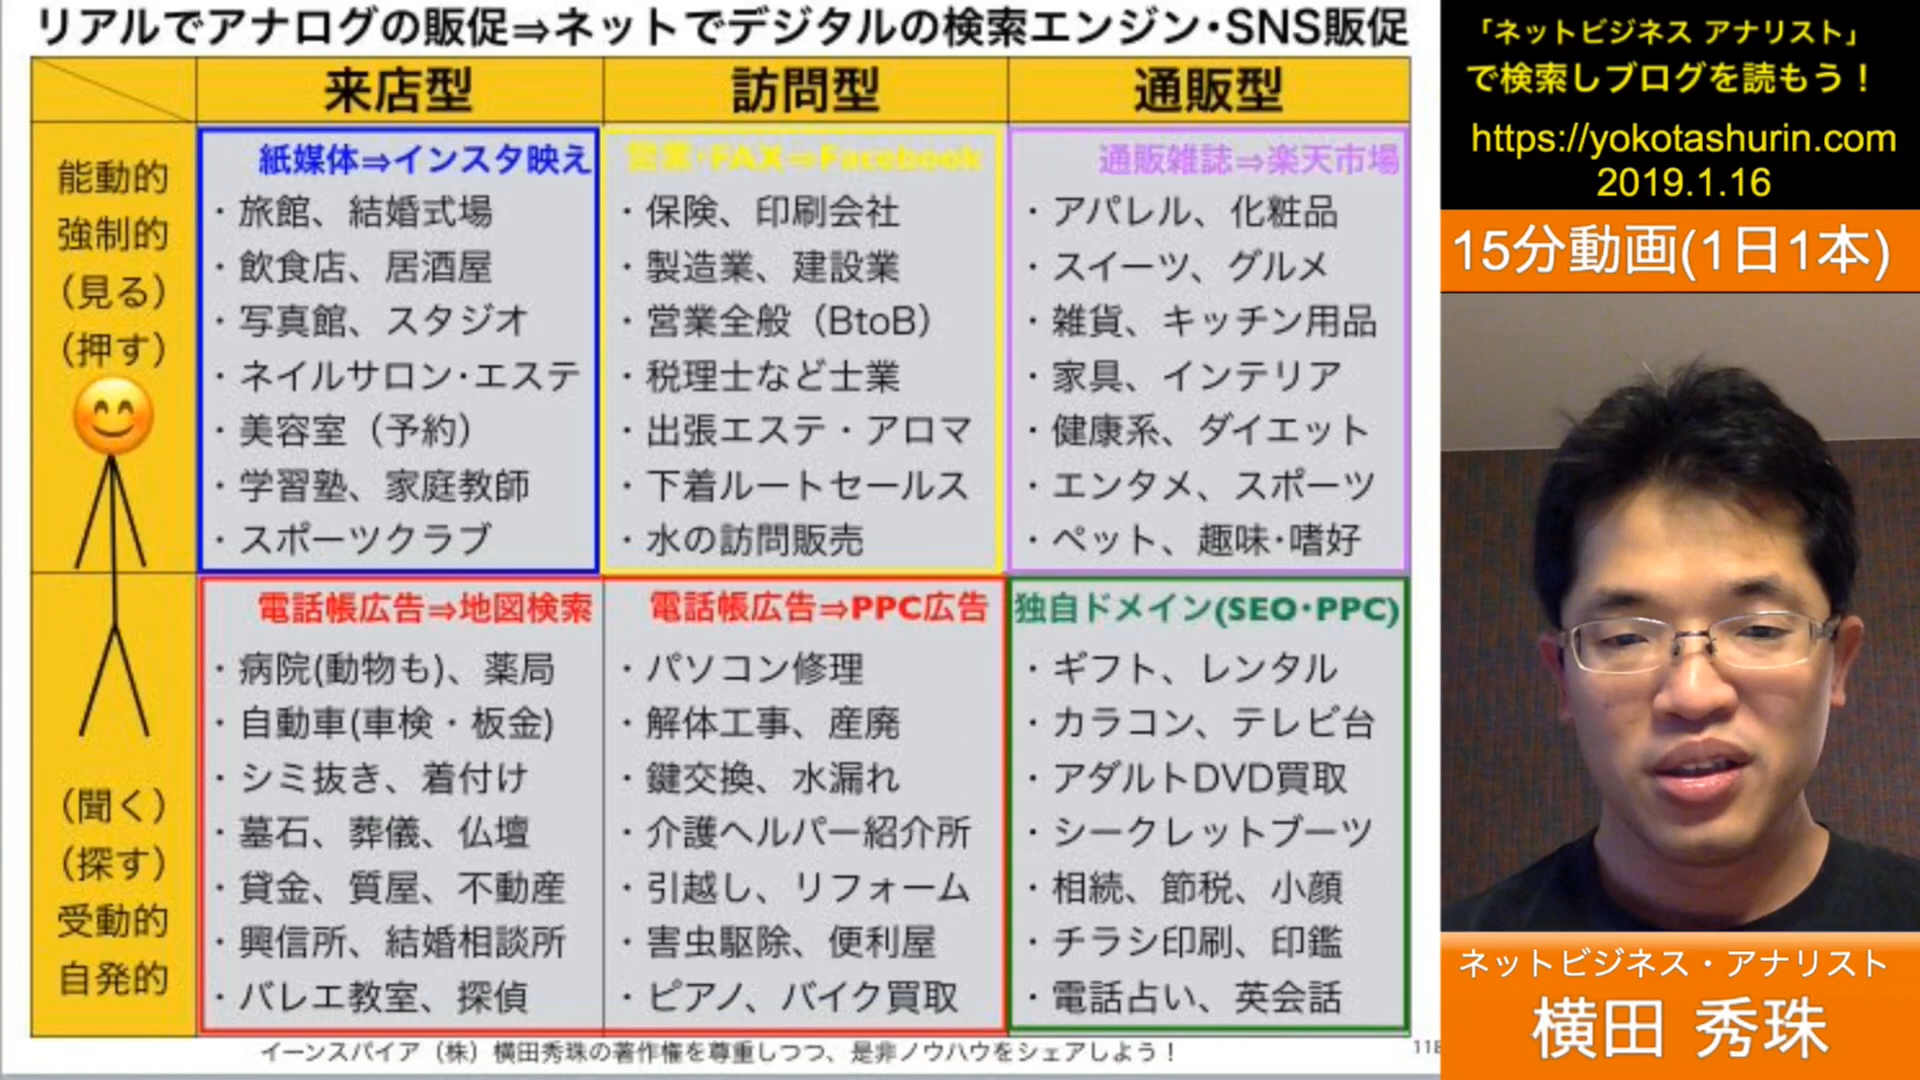 リアルでアナログの販促⇒ネットでデジタルの検索エンジン・SNS販促
来店型
訪問型
通販型
能動的
強制的
(見る)
(押す)
紙媒体⇒インスタ映え
・旅館、結婚式場
・飲食店、居酒屋
・写真館、スタジオ
・ネイルサロン・エステ
・美容室（予約）
・学習塾、家庭教師
・スポーツクラブ
営業・FAX⇒Facebook
・保険、印刷会社
・製造業、建設業
・営業全般（BtoB）
・税理士など士業
・出張エステ・アロマ
・下着ルートセールス
・水の訪問販売
通販雑誌⇒楽天市場
・アパレル、化粧品
・スイーツ、グルメ
・雑貨、キッチン用品
・家具、インテリア
・健康系、ダイエット
・エンタメ、スポーツ
・ペット、趣味・嗜好
(聞く)
(探す)
受動的
自発的
電話帳広告⇒地図検索
・病院(動物も)、薬局
・自動車(車検・板金)
・シミ抜き、着付け
・墓石、葬儀、仏壇
・貸金、質屋、不動産
・興信所、結婚相談所
・バレエ教室、探偵
電話帳広告⇒PPC広告
・パソコン修理
・解体工事、産廃
・鍵交換、水漏れ
・介護ヘルパー紹介所
・引越し、リフォーム
・害虫駆除、便利屋
・ピアノ、バイク買取
独自ドメイン(SEO・PPC)
・ギフト、レンタル
・カラコン、テレビ台
・アダルトDVD買取
・シークレットブーツ
・相続、節税、小顔
・チラシ印刷、印鑑
・電話占い、英会話
イーンスパイア（株）横田秀珠の著作権を尊重しつつ、是非ノウハウをシェアしよう！
118
「ネットビジネス アナリスト」
で検索しブログを読もう！
https://yokotashurin.com
2019.1.16
15分動画(1日1本)
ネットビジネス・アナリスト
横田 秀珠